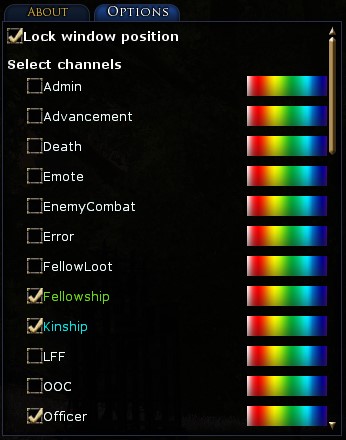 About Options
Lock window position
Select channels
Admin
Advancement
Death
Emote
EnemyCombat
Error
FellowLoot
Fellowship
Kinship
LFF
OOC
Officer